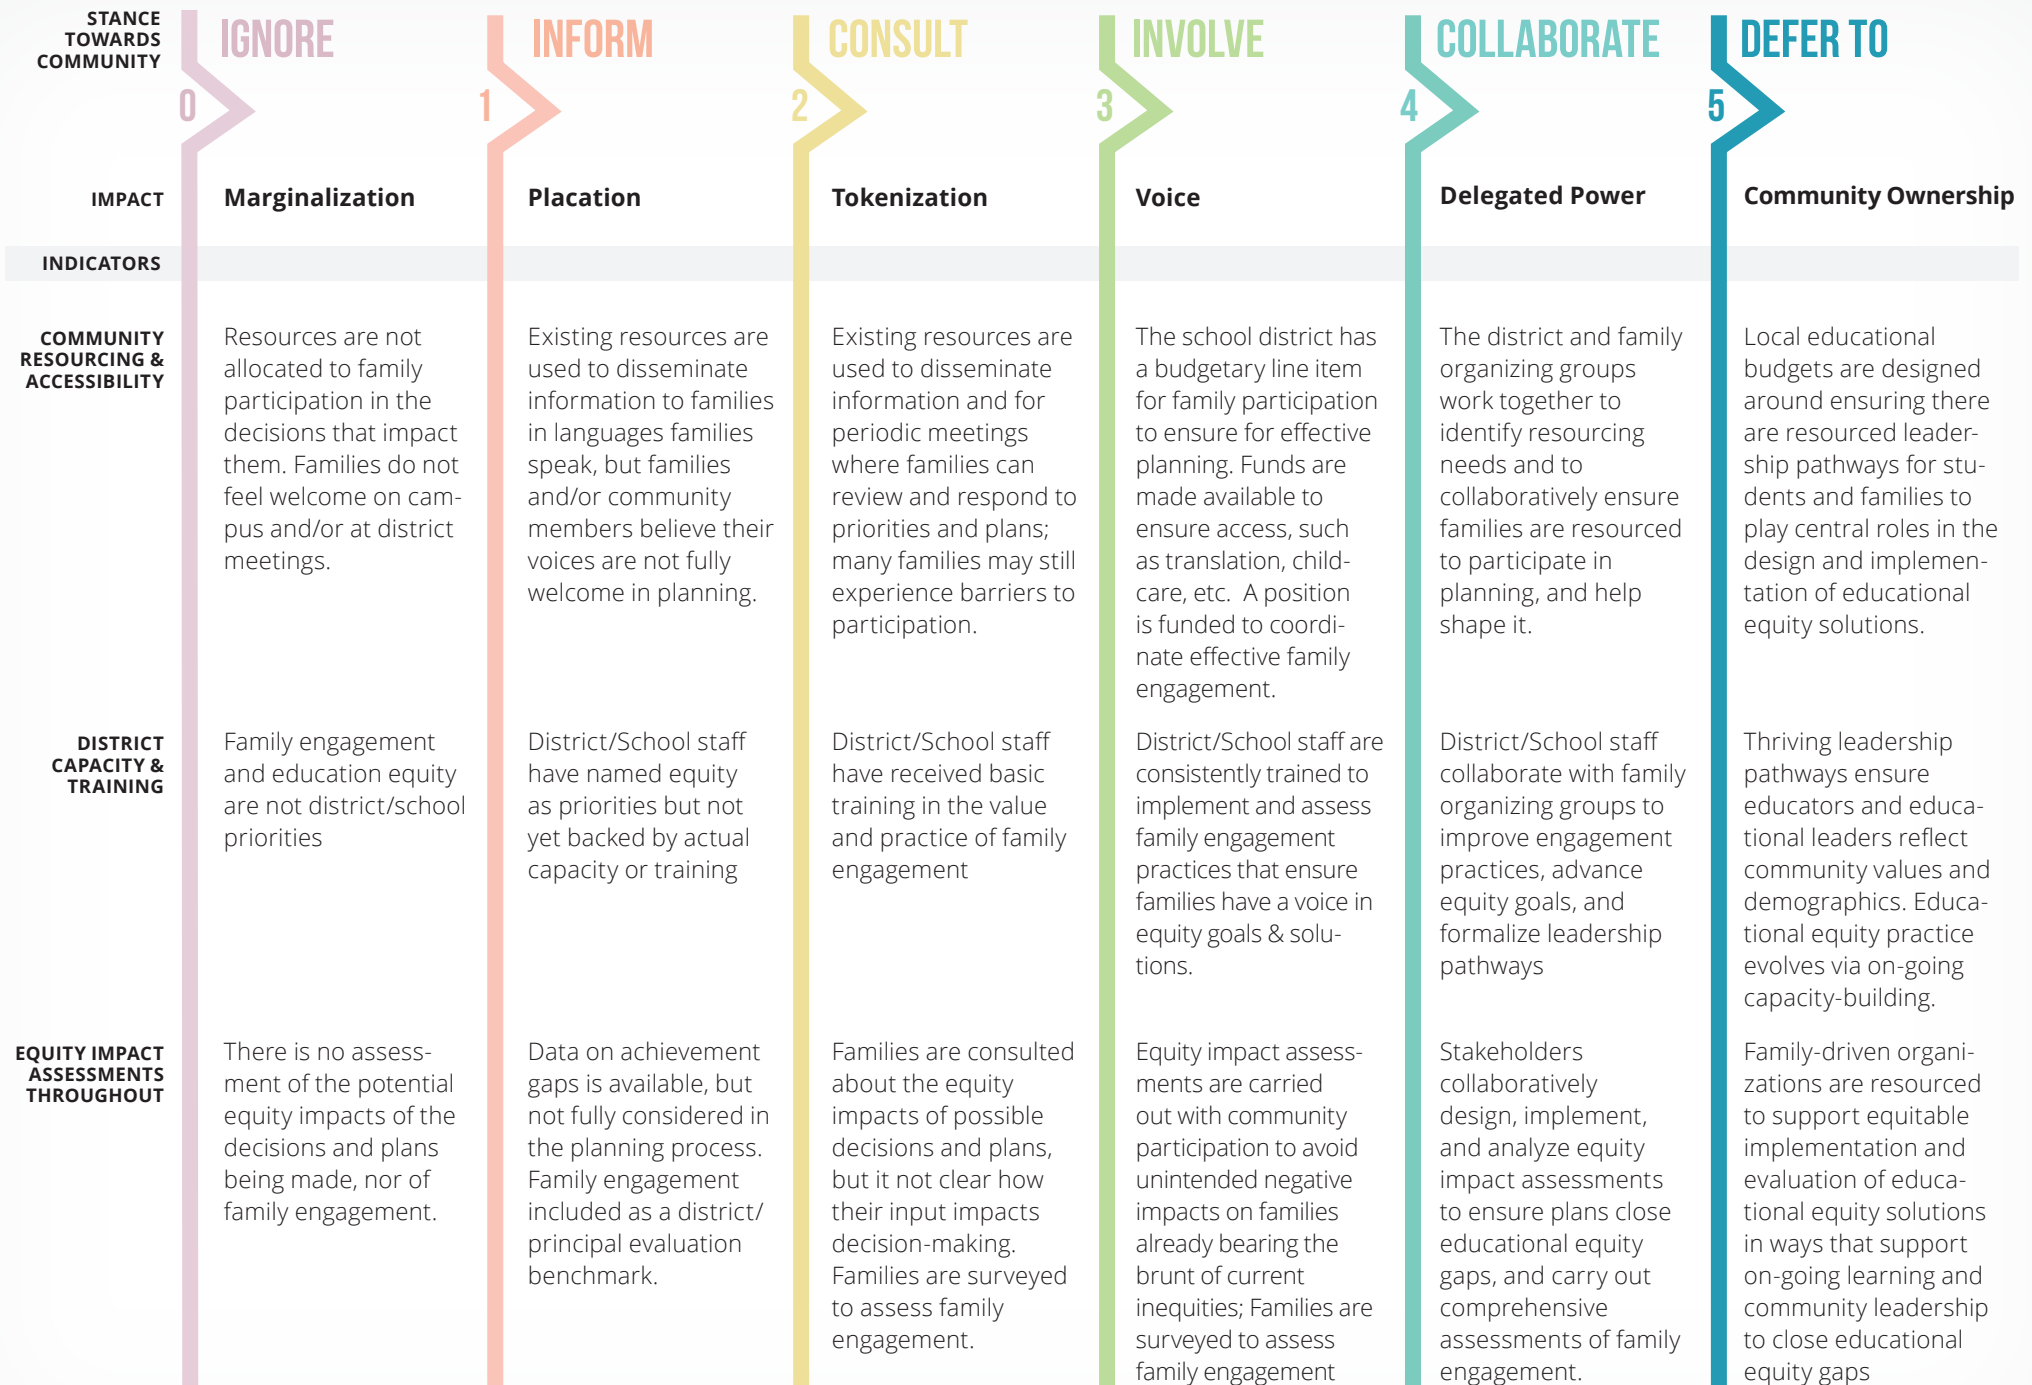 STANCE
TOWARDS
COMMUNITY
IGNORE
INFORM
CONSULT
INVOLVE
COLLABORATE
DEFER TO
0
1
2
3
4
5
IMPACT
Marginalization
Placation
Tokenization
Voice
Delegated Power
Community Ownership
INDICATORS
COMMUNITY
RESOURCING &
ACCESSIBILITY
Resources are not
allocated to family
participation in the
decisions that impact
them. Families do not
feel welcome on cam-
pus and/or at district
meetings.
Existing resources are
used to disseminate
information to families
in languages families
speak, but families
and/or community
members believe their
voices are not fully
welcome in planning.
Existing resources are
used to disseminate
information and for
periodic meetings
where families can
review and respond to
priorities and plans;
many families may still
experience barriers to
participation.
The school district has
a budgetary line item
for family participation
to ensure for effective
planning. Funds are
made available to
ensure access, such
as translation, child-
care, etc. A position
is funded to coordi-
nate effective family
engagement.
The district and family
organizing groups
work together to
identify resourcing
needs and to
collaboratively ensure
families are resourced
to participate in
planning, and help
shape it.
Local educational
budgets are designed
around ensuring there
are resourced leader-
ship pathways for stu-
dents and families to
play central roles in the
design and implemen-
tation of educational
equity solutions.
DISTRICT
CAPACITY &
TRAINING
Family engagement
and education equity
are not district/school
priorities
District/School staff
have named equity
as priorities but not
yet backed by actual
capacity or training
District/School staff
have received basic
training in the value
and practice of family
engagement
District/School staff are
consistently trained to
implement and assess
family engagement
practices that ensure
families have a voice in
equity goals & solu-
tions.
District/School staff
collaborate with family
organizing groups to
improve engagement
practices, advance
equity goals, and
formalize leadership
pathways
Thriving leadership
pathways ensure
educators and educa-
tional leaders reflect
community values and
demographics. Educa-
tional equity practice
evolves via on-going
capacity-building.
EQUITY IMPACT
ASSESSMENTS
THROUGHOUT
There is no assess-
ment of the potential
equity impacts of the
decisions and plans
being made, nor of
family engagement.
Data on achievement
gaps is available, but
not fully considered in
the planning process.
Family engagement
included as a district/
principal evaluation
benchmark.
Families are consulted
about the equity
impacts of possible
decisions and plans,
but it not clear how
their input impacts
decision-making.
Families are surveyed
to assess family
engagement.
Equity impact assess-
ments are carried
out with community
participation to avoid
unintended negative
impacts on families
already bearing the
brunt of current
inequities; Families are
surveyed to assess
family engagement
Stakeholders
collaboratively
design, implement,
and analyze equity
impact assessments
to ensure plans close
educational equity
gaps, and carry out
comprehensive
assessments of family
engagement.
Family-driven organi-
zations are resourced
to support equitable
implementation and
evaluation of educa-
tional equity solutions
in ways that support
on-going learning and
community leadership
to close educational
equity gaps